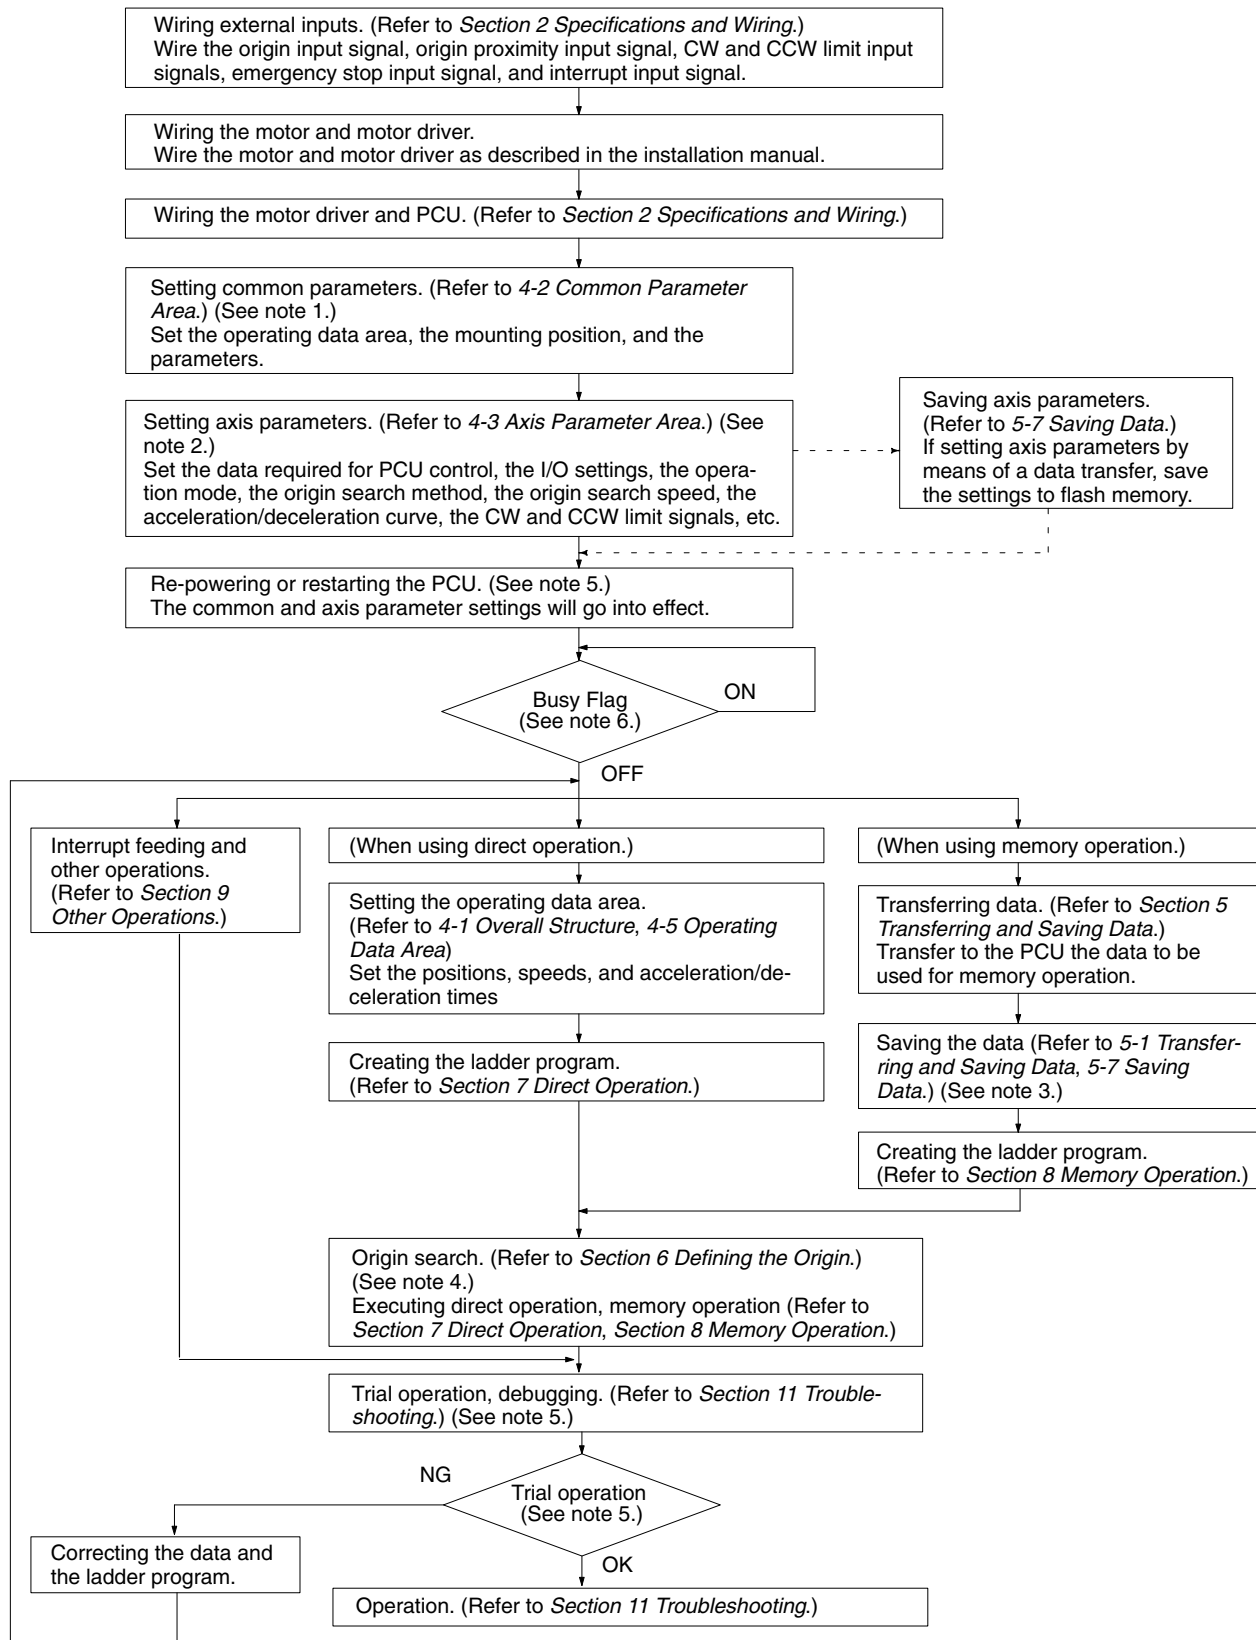 Wiring external inputs. (Refer to Section 2 Specifications and Wiring.)
Wire the origin input signal, origin proximity input signal, CW and CCW limit input
signals, emergency stop input signal, and interrupt input signal.
Wiring the motor and motor driver.
Wire the motor and motor driver as described in the installation manual.
Wiring the motor driver and PCU. (Refer to Section 2 Specifications and Wiring.)
Setting common parameters. (Refer to 4-2 Common Parameter
Area.) (See note 1.)
Set the operating data area, the mounting position, and the
parameters.
Setting axis parameters. (Refer to 4-3 Axis Parameter Area.) (See
note 2.)
Set the data required for PCU control, the I/O settings, the opera-
tion mode, the origin search method, the origin search speed, the
acceleration/deceleration curve, the CW and CCW limit signals, etc.
Saving axis parameters.
(Refer to 5-7 Saving Data.)
If setting axis parameters by
means of a data transfer, save
the settings to flash memory.
Re-powering or restarting the PCU. (See note 5.)
The common and axis parameter settings will go into effect.
Busy Flag
(See note 6.)
ON
OFF
Interrupt feeding and
other operations.
(Refer to Section 9
Other Operations.)
(When using direct operation.)
Setting the operating data area.
(Refer to 4-1 Overall Structure, 4-5 Operating
Data Area)
Set the positions, speeds, and acceleration/de-
celeration times
Creating the ladder program.
(Refer to Section 7 Direct Operation.)
(When using memory operation.)
Transferring data. (Refer to Section 5
Transferring and Saving Data.)
Transfer to the PCU the data to be
used for memory operation.
Saving the data (Refer to 5-1 Transfer-
ring and Saving Data, 5-7 Saving
Data.) (See note 3.)
Creating the ladder program.
(Refer to Section 8 Memory Operation.)
Origin search. (Refer to Section 6 Defining the Origin.)
(See note 4.)
Executing direct operation, memory operation (Refer to
Section 7 Direct Operation, Section 8 Memory Operation.)
Trial operation, debugging. (Refer to Section 11 Trouble-
shooting.) (See note 5.)
NG
Trial operation
(See note 5.)
OK
Correcting the data and
the ladder program.
Operation. (Refer to Section 11 Troubleshooting.)